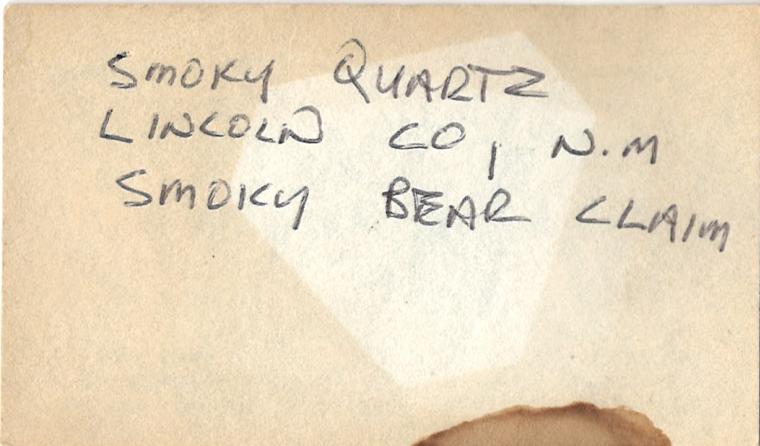 SMOKY QUARTZ
LINCOLN CO, N.M
SMOKY BEAR CLAIM